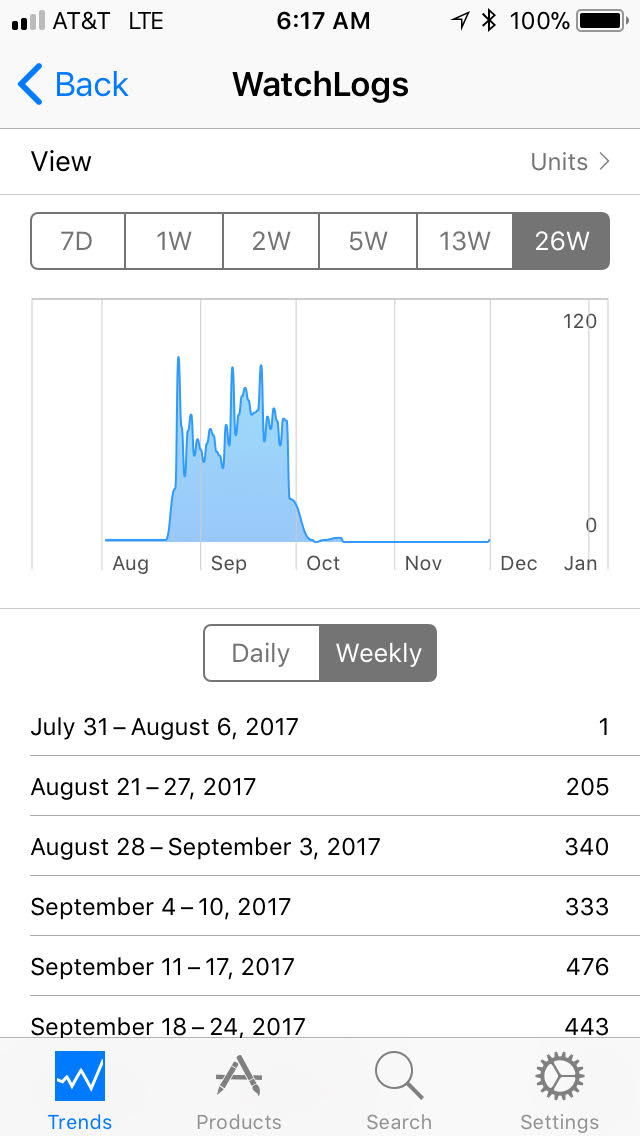 AT&T LTE 6:17 AM 100%
Back WatchLogs
View Units
7D 1W 2W 5W 13W 26W
120
0
Aug Sep Oct Nov Dec Jan
Daily Weekly
July 31 – August 6, 2017 1
August 21 – 27, 2017 205
August 28 – September 3, 2017 340
September 4 – 10, 2017 333
September 11 – 17, 2017 476
September 18 – 24, 2017 443
Trends Products Search Settings